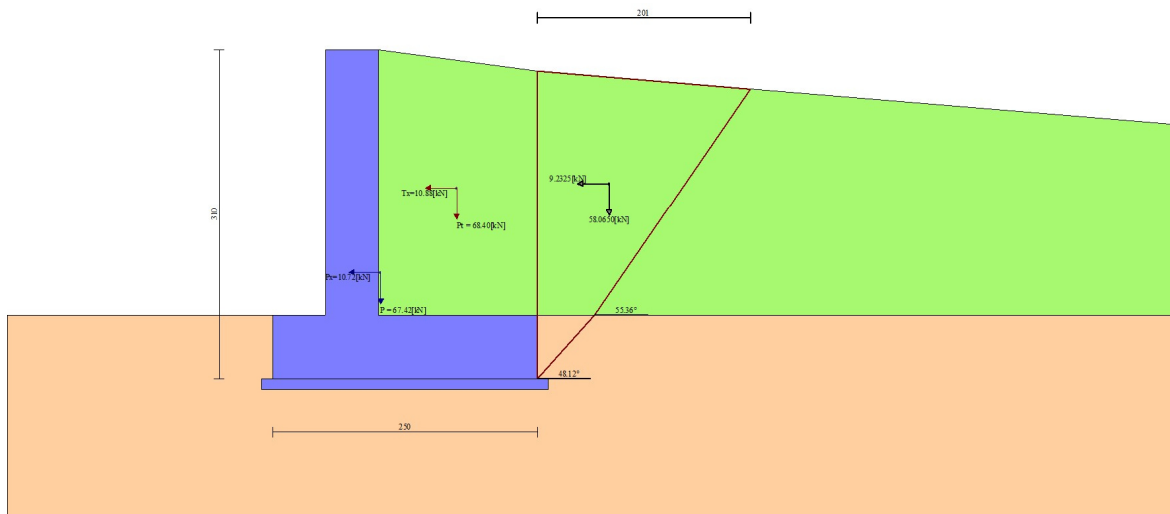 201
310
9.2325[kN]
Tx=10.88[kN]
58.0650[kN]
Pt = 68.40[kN]
Px=10.72[kN]
P = 67.42[kN]
55.36°
48.12°
250